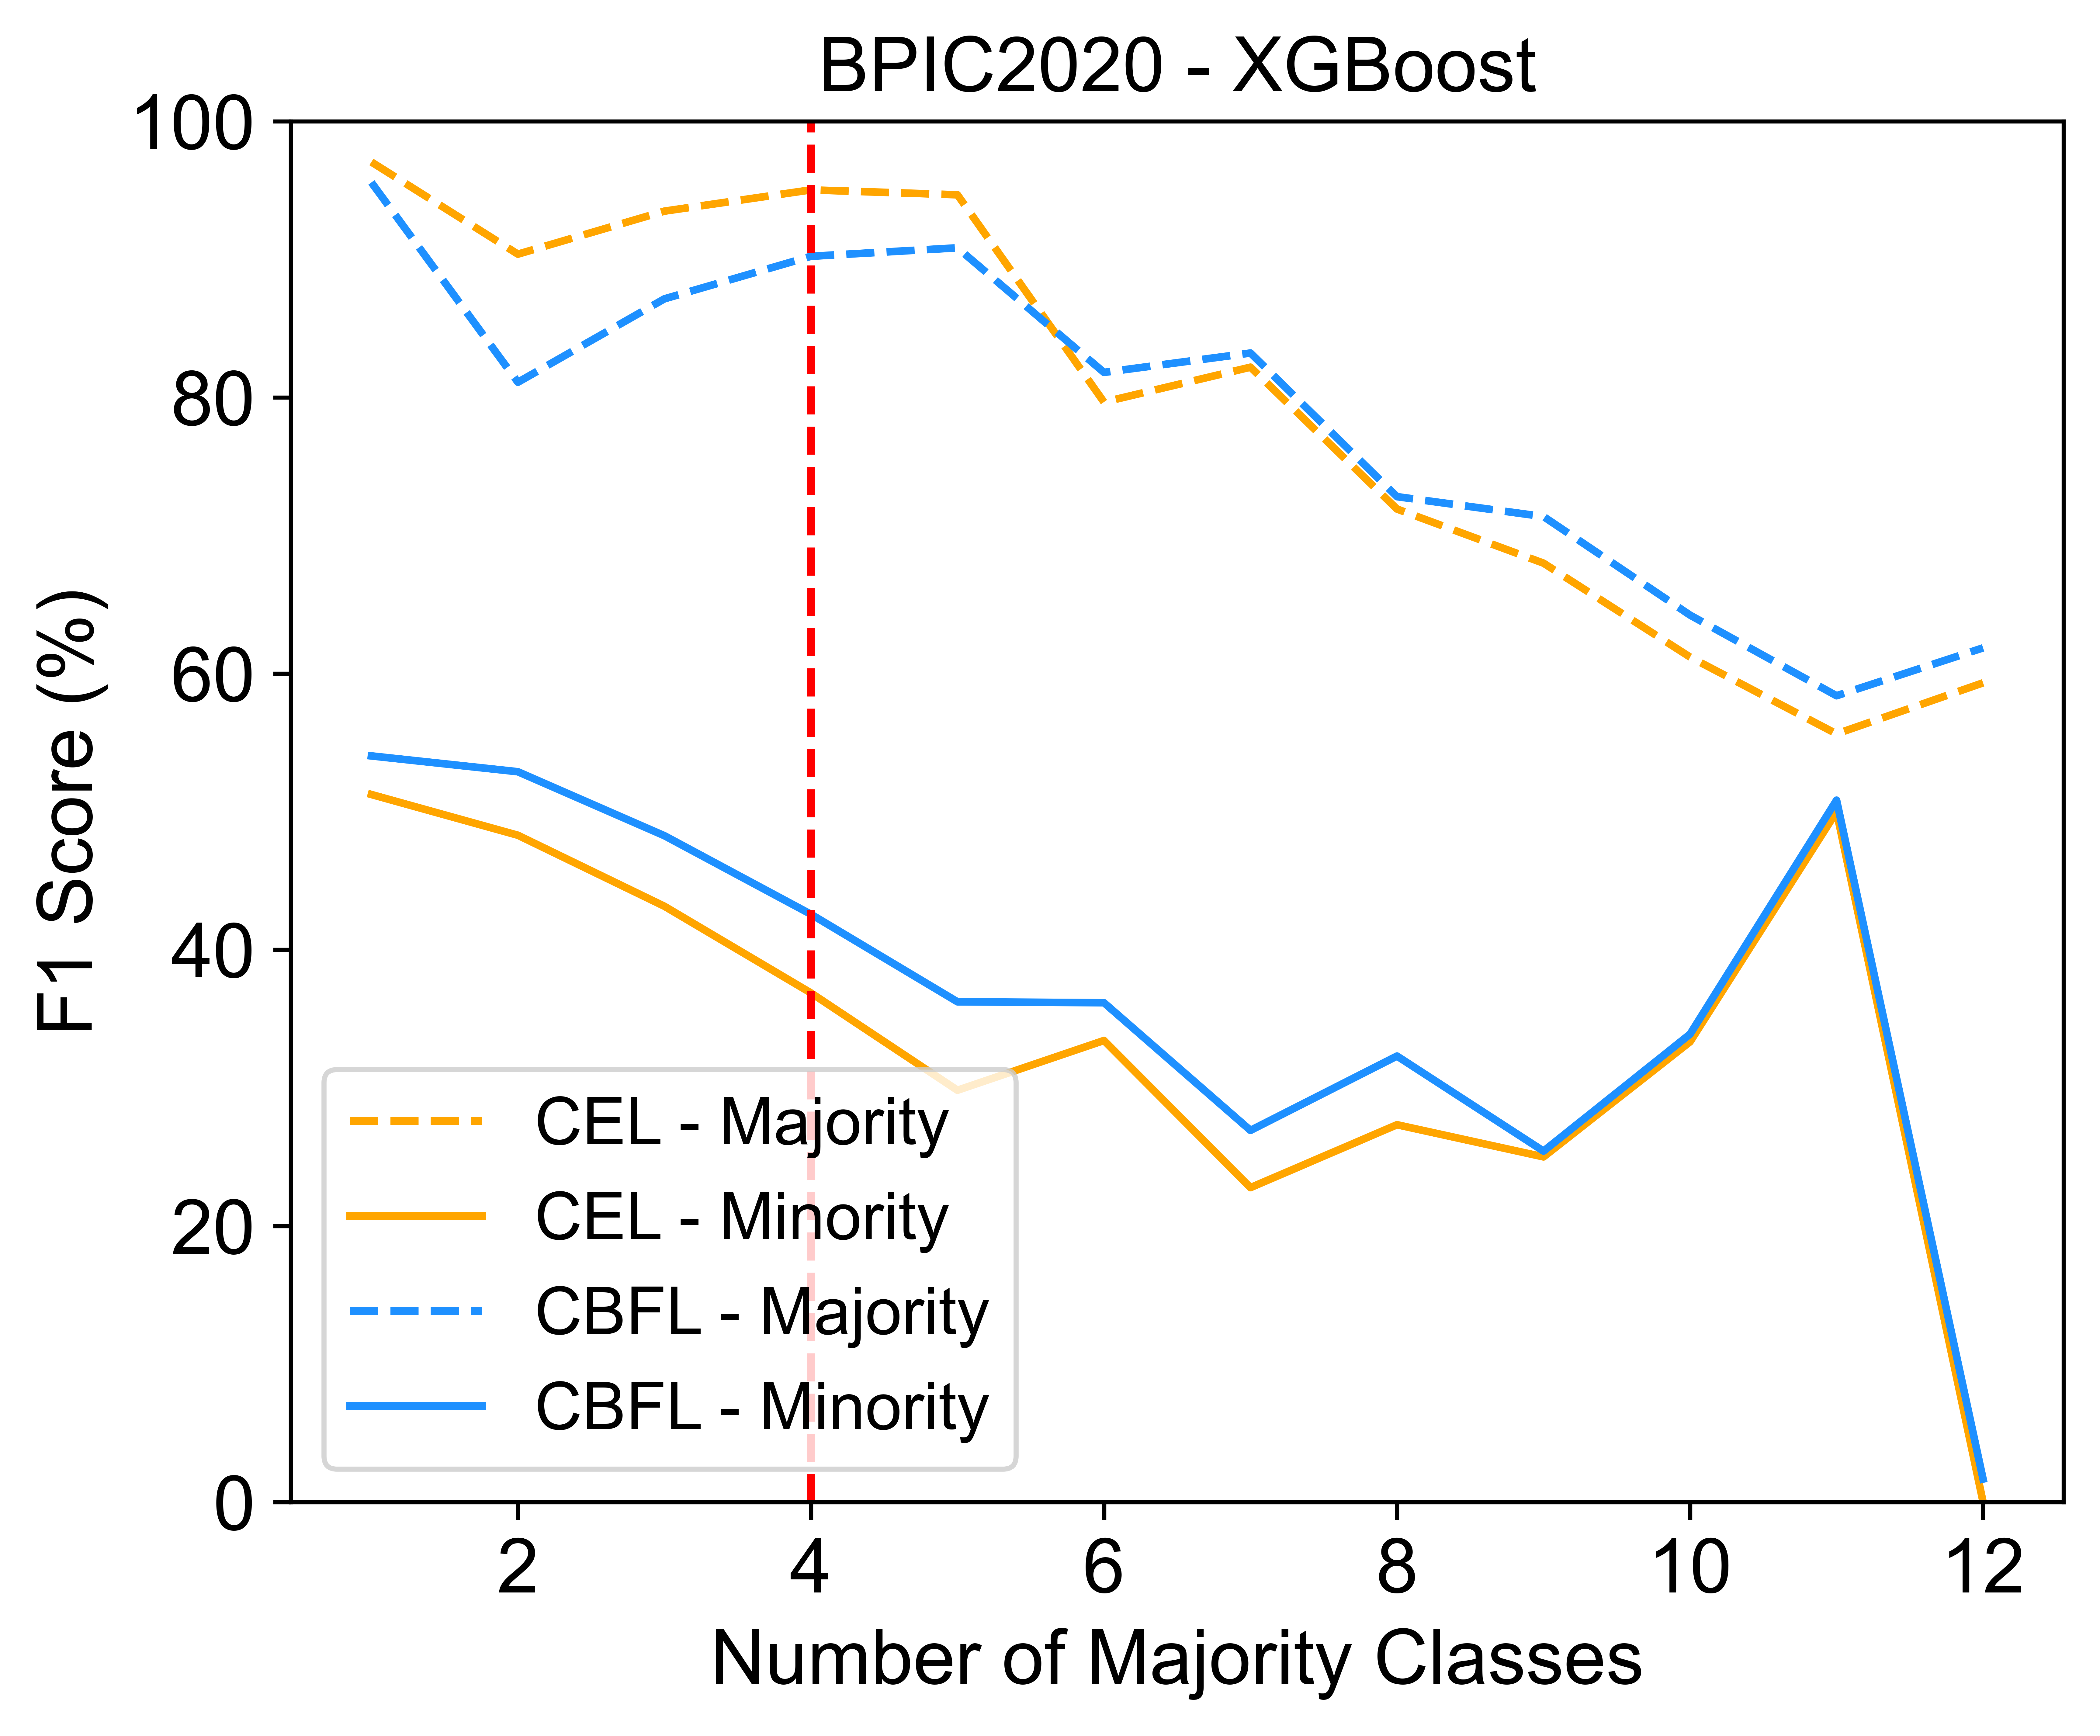 BPIC2020 - XGBoost
100
80
60
40
20
0
F1 Score (%)
CEL - Majority
CEL - Minority
CBFL - Majority
CBFL - Minority
2
4
6
8
10
12
Number of Majority Classes